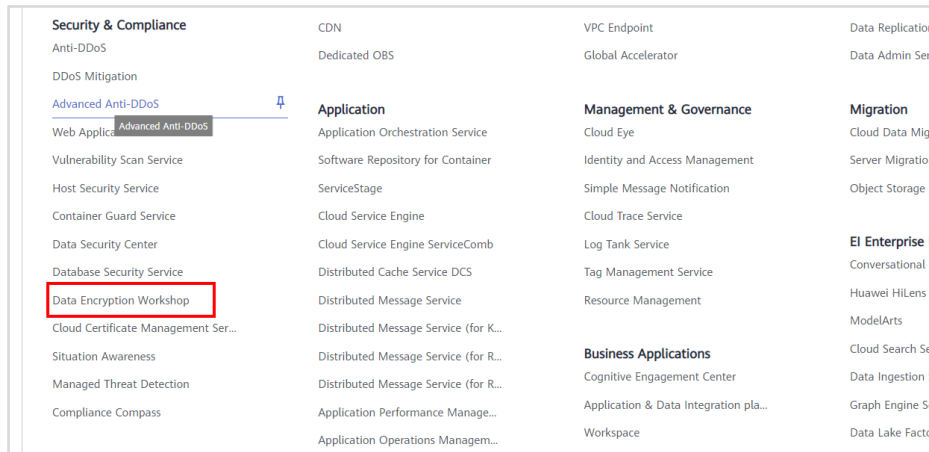 Security & Compliance
Anti-DDoS
DDoS Mitigation
Advanced Anti-DDoS
Advanced Anti-DDoS
Web Applica
Vulnerability Scan Service
Host Security Service
Container Guard Service
Data Security Center
Database Security Service
Data Encryption Workshop
Cloud Certificate Management Ser...
Situation Awareness
Managed Threat Detection
Compliance Compass
CDN
Dedicated OBS
Application
Application Orchestration Service
Software Repository for Container
ServiceStage
Cloud Service Engine
Cloud Service Engine ServiceComb
Distributed Cache Service DCS
Distributed Message Service
Distributed Message Service (for K...
Distributed Message Service (for R...
Distributed Message Service (for R...
Application Performance Manage...
Application Operations Managem...
VPC Endpoint
Global Accelerator
Management & Governance
Cloud Eye
Identity and Access Management
Simple Message Notification
Cloud Trace Service
Log Tank Service
Tag Management Service
Resource Management
Business Applications
Cognitive Engagement Center
Application & Data Integration pla...
Workspace
Data Replication
Data Admin Ser
Migration
Cloud Data Mig
Server Migratio
Object Storage
EI Enterprise
Conversational
Huawei HiLens
ModelArts
Cloud Search Se
Data Ingestion
Graph Engine S
Data Lake Facto